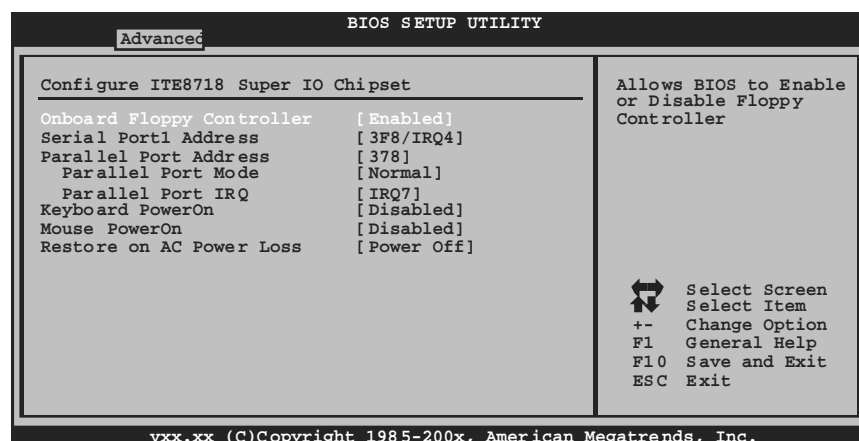 BIOS SETUP UTILITY
Advanced
Configure ITE8718 Super IO Chipset
Onboard Floppy Controller [Enabled]
Serial Port1 Address [3F8/IRQ4]
Parallel Port Address [378]
Parallel Port Mode [Normal]
Parallel Port IRQ [IRQ7]
Keyboard PowerOn [Disabled]
Mouse PowerOn [Disabled]
Restore on AC Power Loss [Power Off]
Allows BIOS to Enable
or Disable Floppy
Controller
Select Screen
Select Item
+- Change Option
F1 General Help
F10 Save and Exit
ESC Exit
vxx.xx (C)Copyright 1985-200x, American Megatrends, Inc.